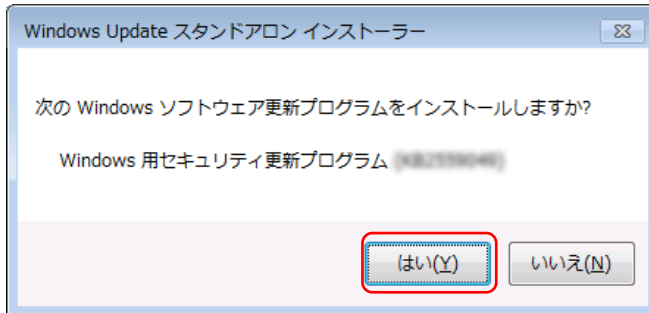 Windows Update スタンドアロン インストーラー
次の Windows ソフトウェア更新プログラムをインストールしますか?
Windows 用セキュリティ更新プログラム
はい(Y) いいえ(N)